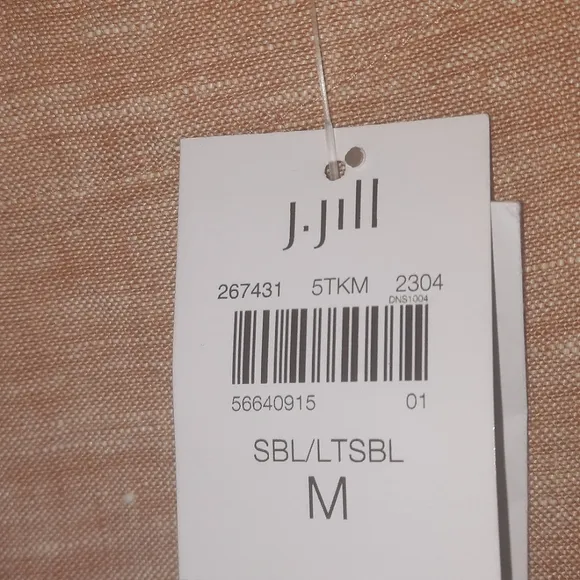 J.Jill
267431 5TKM 2304
DNS1004
56640915 01
SBL/LTSBL
M